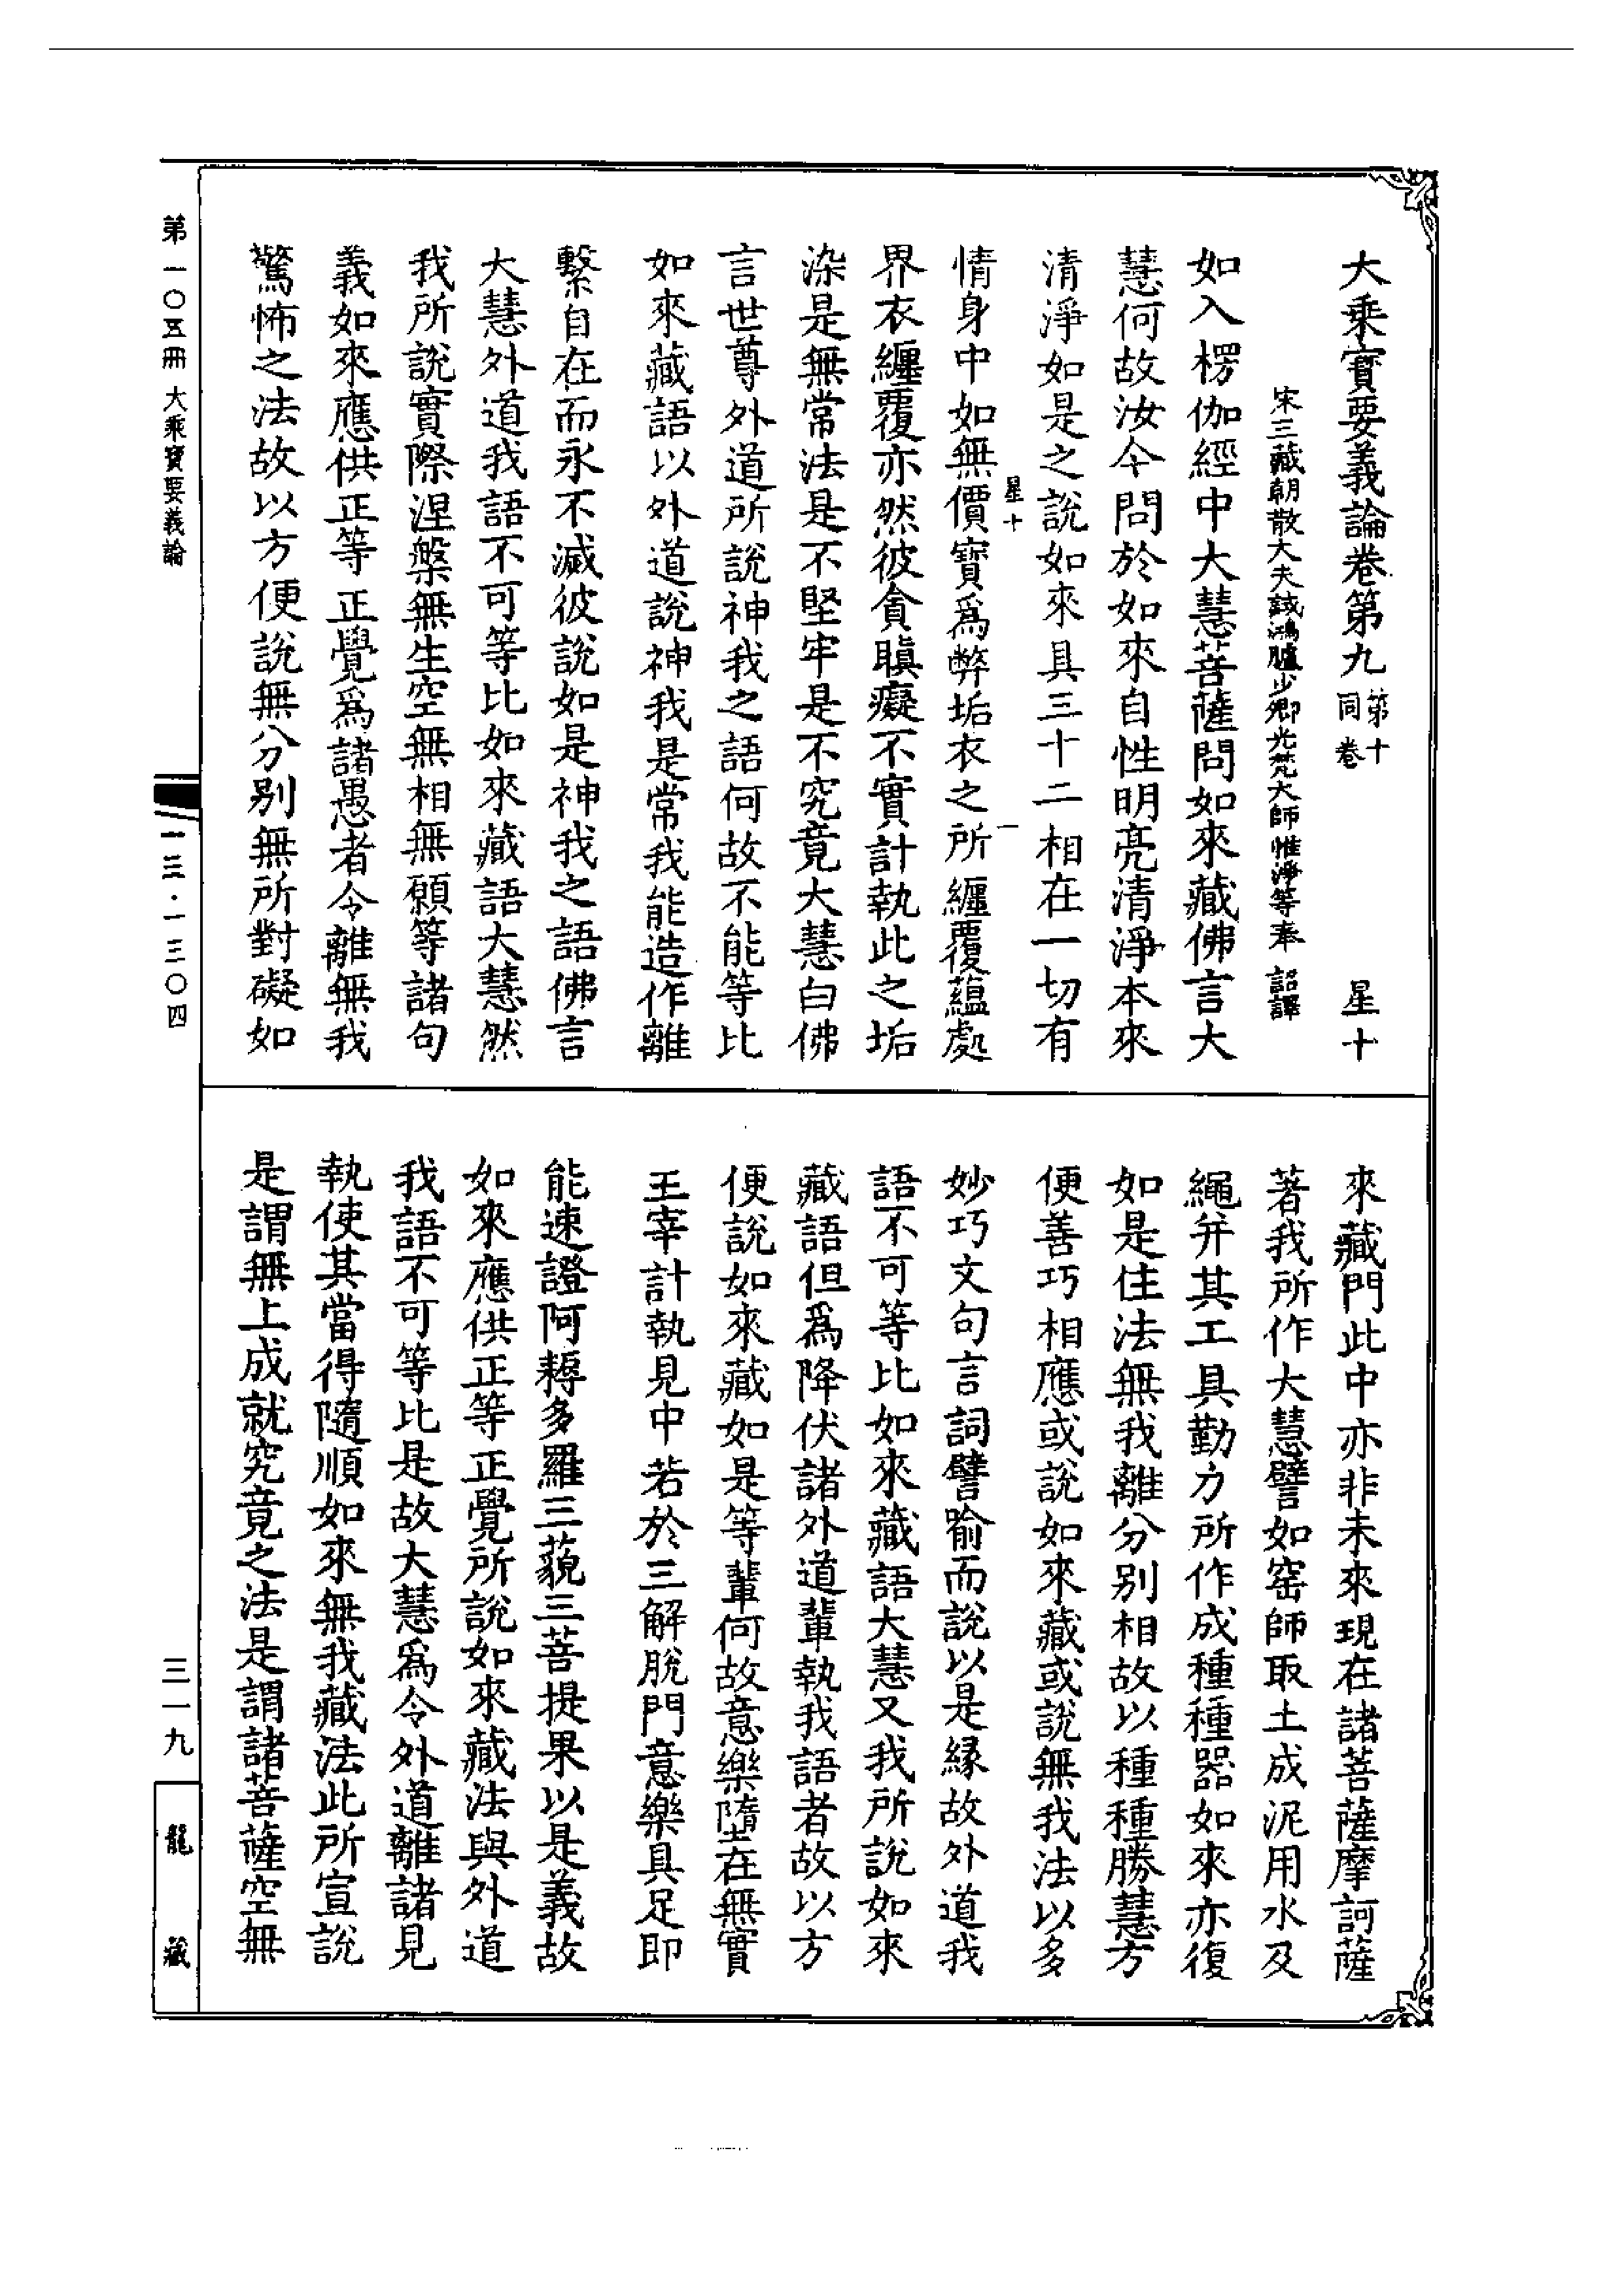 大乘寶要義論卷第九 第十同卷 星十
宋三藏朝散大夫試鴻臚少卿光梵大師惟淨等奉 詔譯
如入楞伽經中大慧菩薩問如來藏佛言大
慧何故汝今問於如來自性明亮清淨本來
清淨如是之說如來具三十二相在一切有
星十 一
情身中如無價寶爲弊垢衣之所纏覆蘊處
界衣纏覆亦然彼貪瞋癡不實計執此之垢
染是無常法是不堅牢是不究竟大慧白佛
言世尊外道所說神我之語何故不能等比
如來藏語以外道說神我是常我能造作離
繫自在而永不滅彼說如是神我之語佛言
大慧外道我語不可等比如來藏語大慧然
我所說實際涅槃無生空無相無願等諸句
義如來應供正等正覺爲諸愚者令離無我
驚怖之法故以方便說無分別無所對礙如
來藏門此中亦非未來現在諸菩薩摩訶薩
著我所作大慧譬如窑師取土成泥用水及
繩并其工具勤力所作成種種器如來亦復
如是住法無我離分別相故以種種勝慧方
便善巧相應或說如來藏或說無我法以多
妙巧文句言詞譬喻而說以是緣故外道我
語不可等比如來藏語大慧又我所說如來
藏語但爲降伏諸外道輩執我語者故以方
便說如來藏如是等輩何故意樂隨在無實
主宰計執見中若於三解脫門意樂具足即
能速證阿耨多羅三藐三菩提果以是義故
如來應供正等正覺所說如來藏法與外道
我語不可等比是故大慧爲令外道離諸見
執使其當得隨順如來無我藏法此所宣說
是謂無上成就究竟之法是謂諸菩薩空無
第一〇五冊 大乘寶要義論
一三·一三〇四
三一九
龍藏